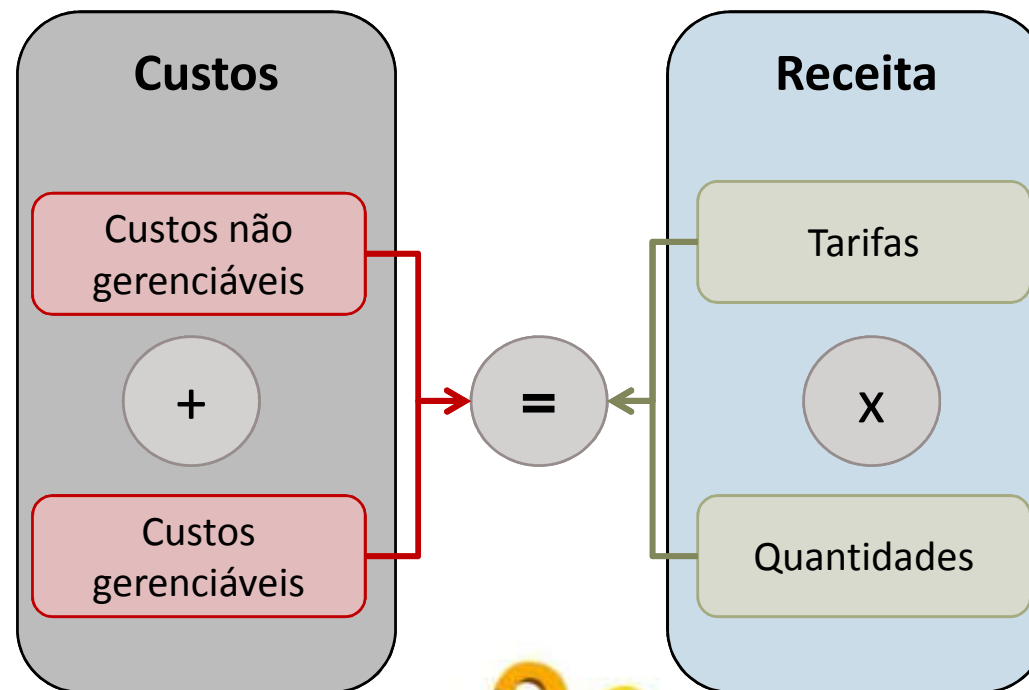 Custos
Custos não
gerenciáveis
+
Custos
gerenciáveis
=
Receita
Tarifas
x
Quantidades